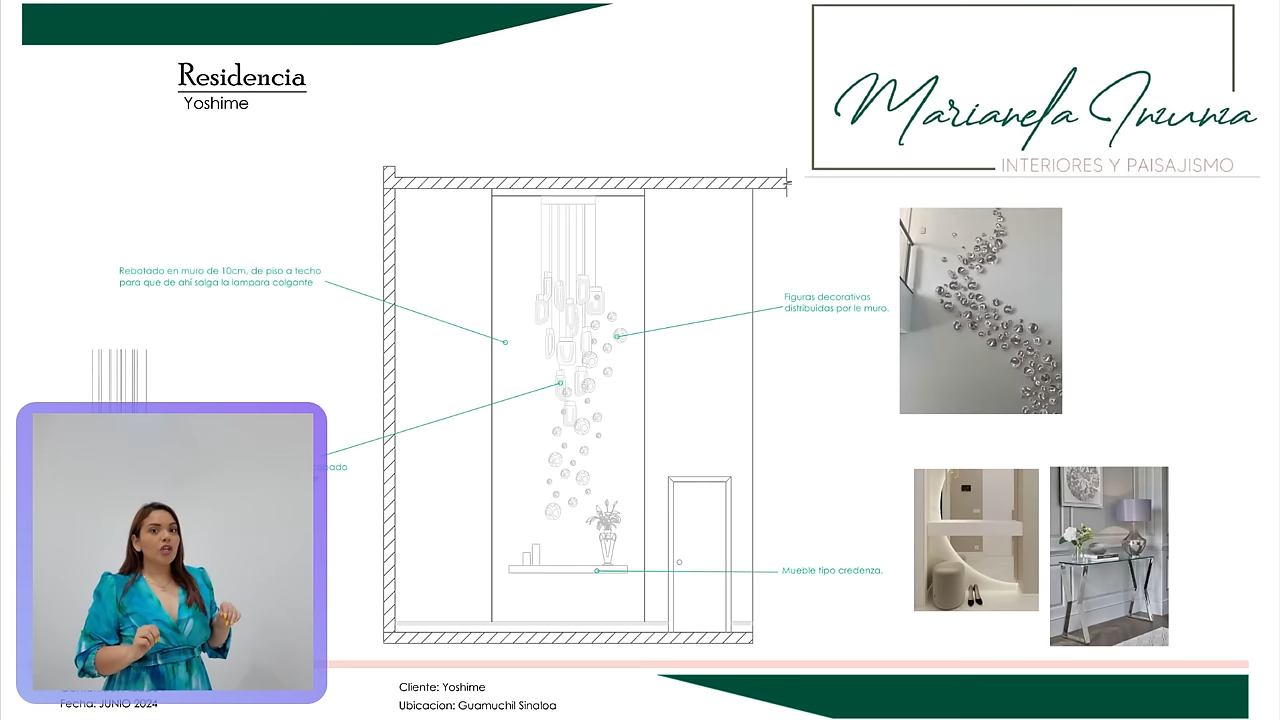 Residencia
Yoshime
Marianela Inzunza
INTERIORES Y PAISAJISMO
Rebotado en muro de 10cm. de piso a techo
para que de ahí salga la lampara colgante
Figuras decorativas
distribuidas por le muro.
Mueble tipo credenza.
Fecha: JUNIO 2024
Cliente: Yoshime
Ubicacion: Guamuchil Sinaloa